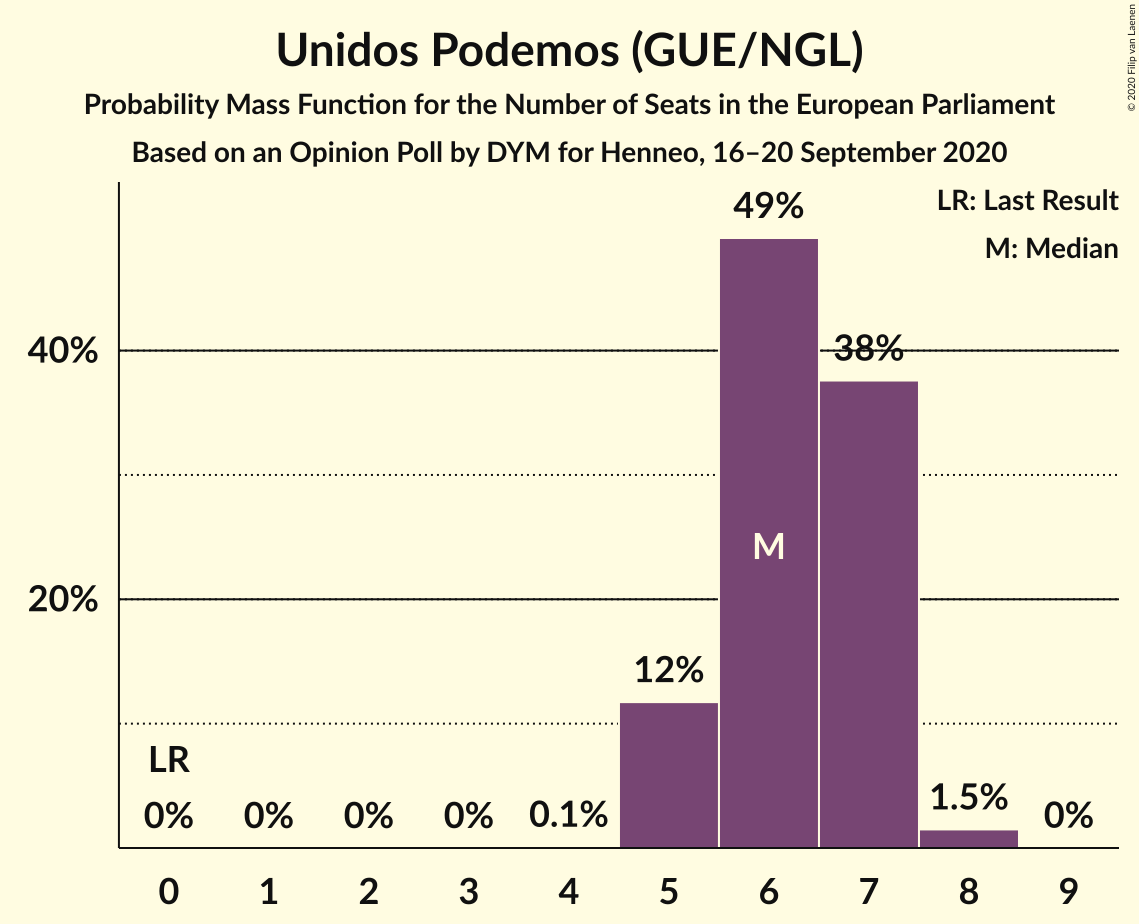 Unidos Podemos (GUE/NGL)
Probability Mass Function for the Number of Seats in the European Parliament
Based on an Opinion Poll by DYM for Henneo, 16–20 September 2020
© 2020 Filip van Laenen
LR: Last Result
M: Median
49%
40%
38%
M
20%
12%
LR
0%
0%
0%
0%
0.1%
1.5%
0%
0
1
2
3
4
5
6
7
8
9